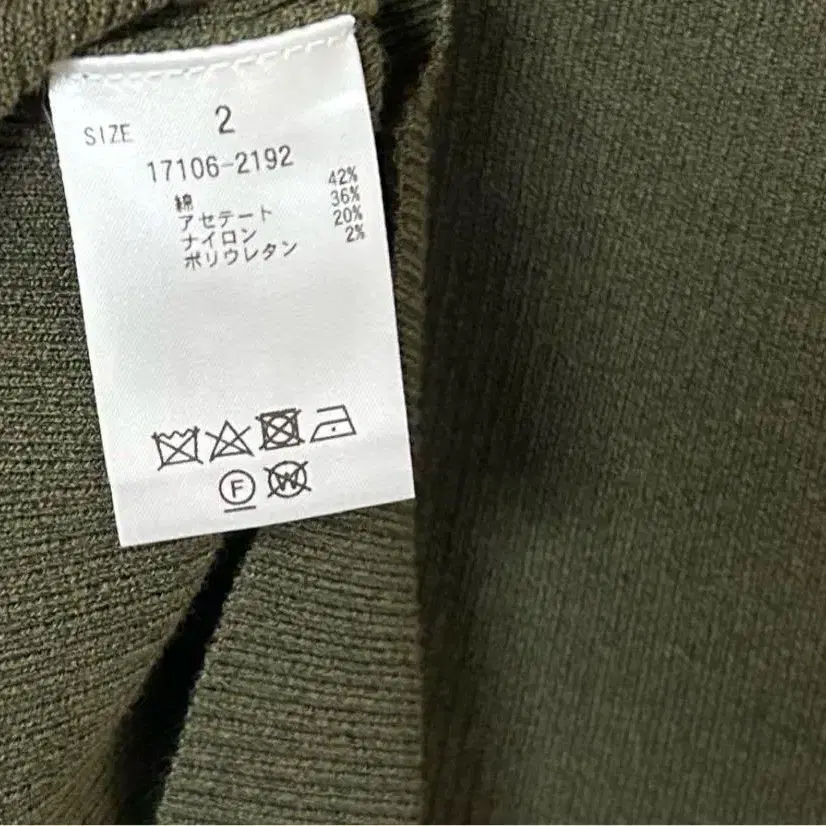 SIZE 2
17106-2192
綿 42%
アセテート 36%
ナイロン 20%
ポリウレタン 2%
F W